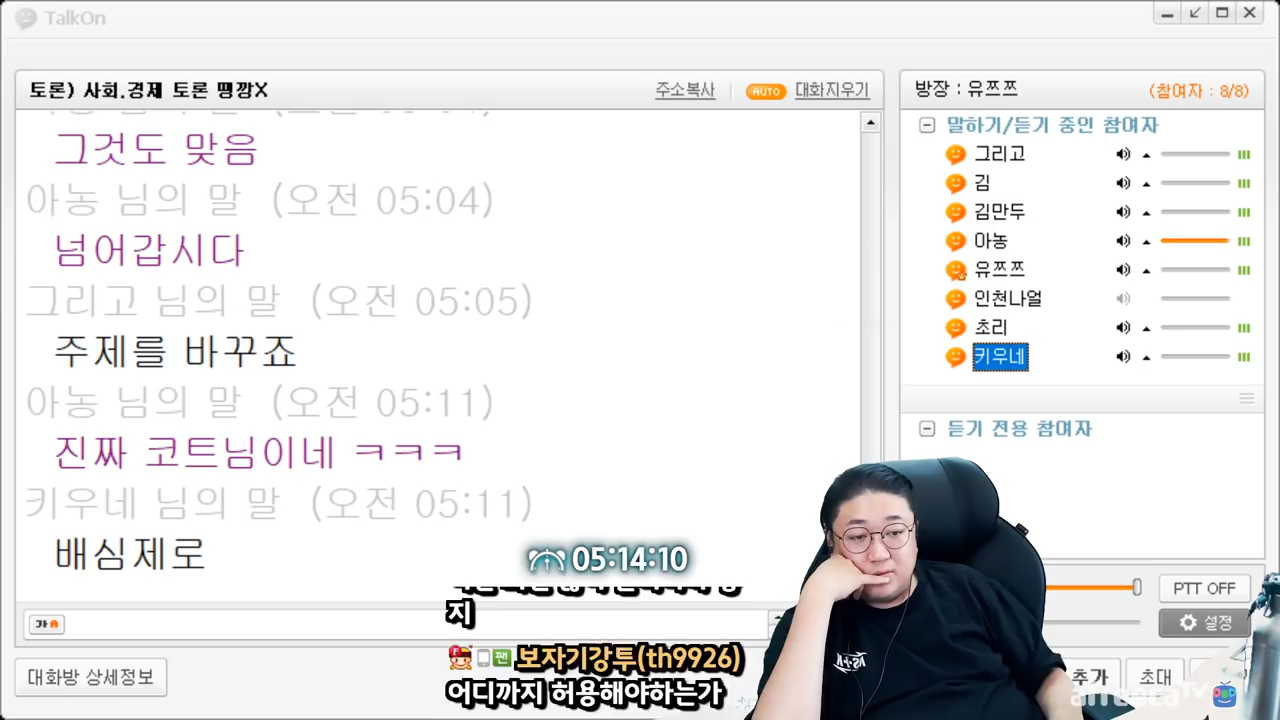 TalkOn
토론) 사회.경제 토론 땡깡X
주소복사
AUTO
대화지우기
그것도 맞음
아농 님의 말 (오전 05:04)
넘어갑시다
그리고 님의 말 (오전 05:05)
주제를 바꾸죠
아농 님의 말 (오전 05:11)
진짜 코트님이네 ㅋㅋㅋ
키우네 님의 말 (오전 05:11)
배심제로
가A
대화방 상세정보
방장 : 유쯔쯔
(참여자 : 8/8)
말하기/듣기 중인 참여자
그리고
김
김만두
아농
유쯔쯔
인천나얼
초리
키우네
듣기 전용 참여자
PTT OFF
설정
추가
초대
05:14:10
지
팬 보자기강투(th9926)
어디까지 허용해야하는가
afreecaTV